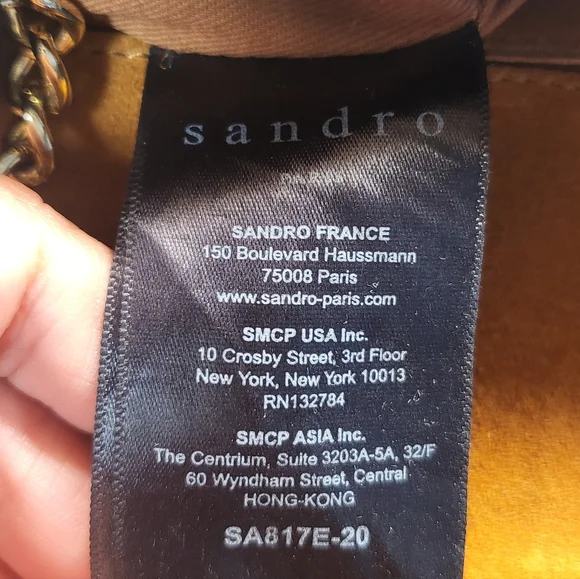 sandro
SANDRO FRANCE
150 Boulevard Haussmann
75008 Paris
www.sandro-paris.com
SMCP USA Inc.
10 Crosby Street, 3rd Floor
New York, New York 10013
RN132784
SMCP ASIA Inc.
The Centrium, Suite 3203A-5A, 32/F
60 Wyndham Street, Central
HONG-KONG
SA817E-20